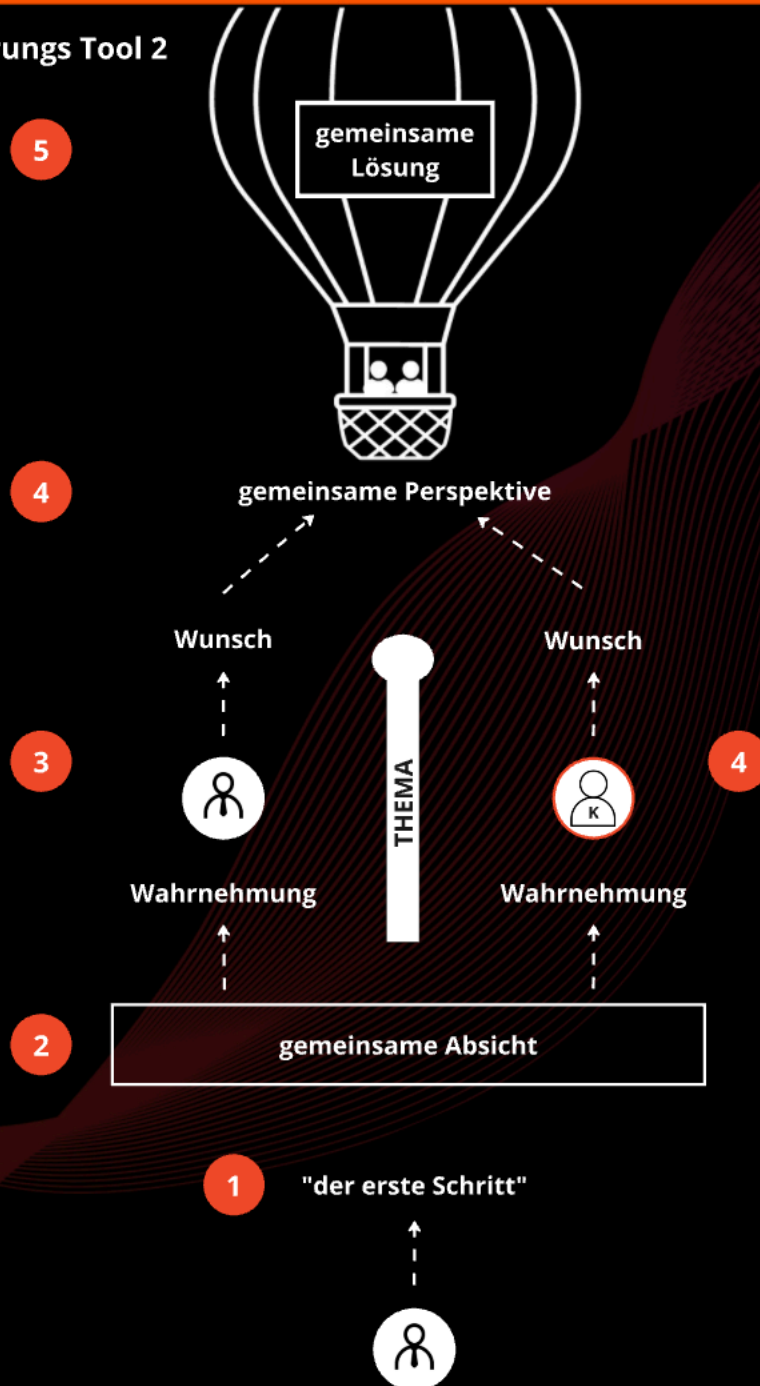 ungs Tool 2
5
gemeinsame
Lösung
4
gemeinsame Perspektive
Wunsch
Wunsch
3
THEMA
K
4
Wahrnehmung
Wahrnehmung
2
gemeinsame Absicht
1
"der erste Schritt"